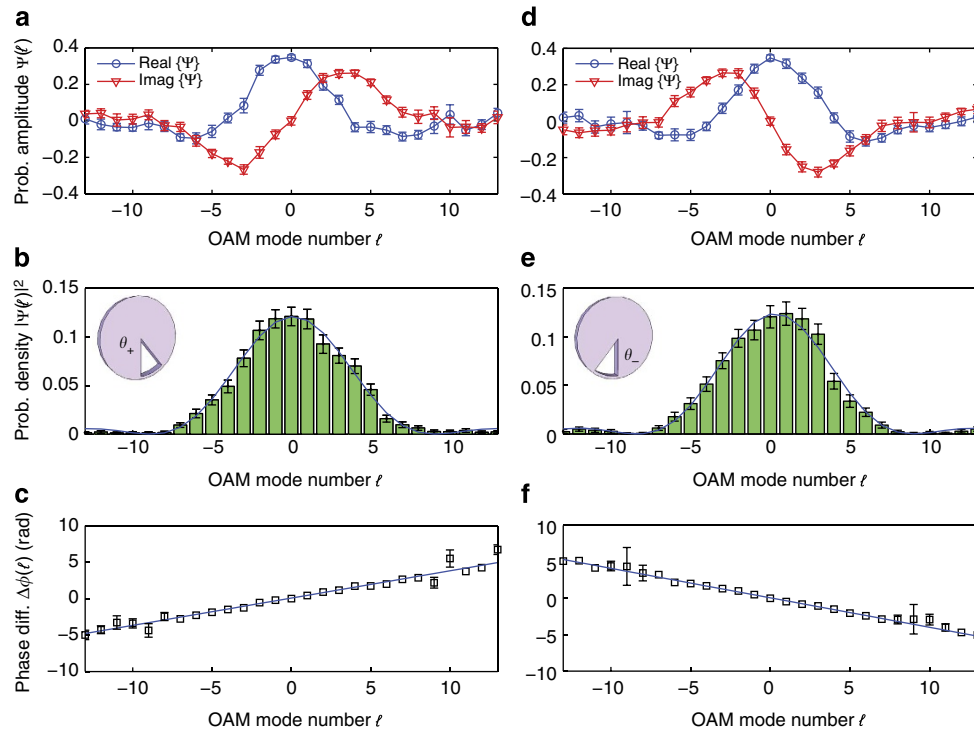 a
Prob. amplitude Ψ(ℓ)
0.4
0.2
0
−0.2
−0.4
Real {Ψ}
Imag {Ψ}
−10 −5 0 5 10
OAM mode number ℓ
d
0.4
0.2
0
−0.2
−0.4
Real {Ψ}
Imag {Ψ}
−10 −5 0 5 10
OAM mode number ℓ
b
Prob. density |Ψ(ℓ)|²
0.15
0.1
0.05
0
θ₊
−10 −5 0 5 10
OAM mode number ℓ
e
0.15
0.1
0.05
0
θ₋
−10 −5 0 5 10
OAM mode number ℓ
c
Phase diff. Δϕ(ℓ) (rad)
10
5
0
−5
−10
−10 −5 0 5 10
OAM mode number ℓ
f
10
5
0
−5
−10
−10 −5 0 5 10
OAM mode number ℓ